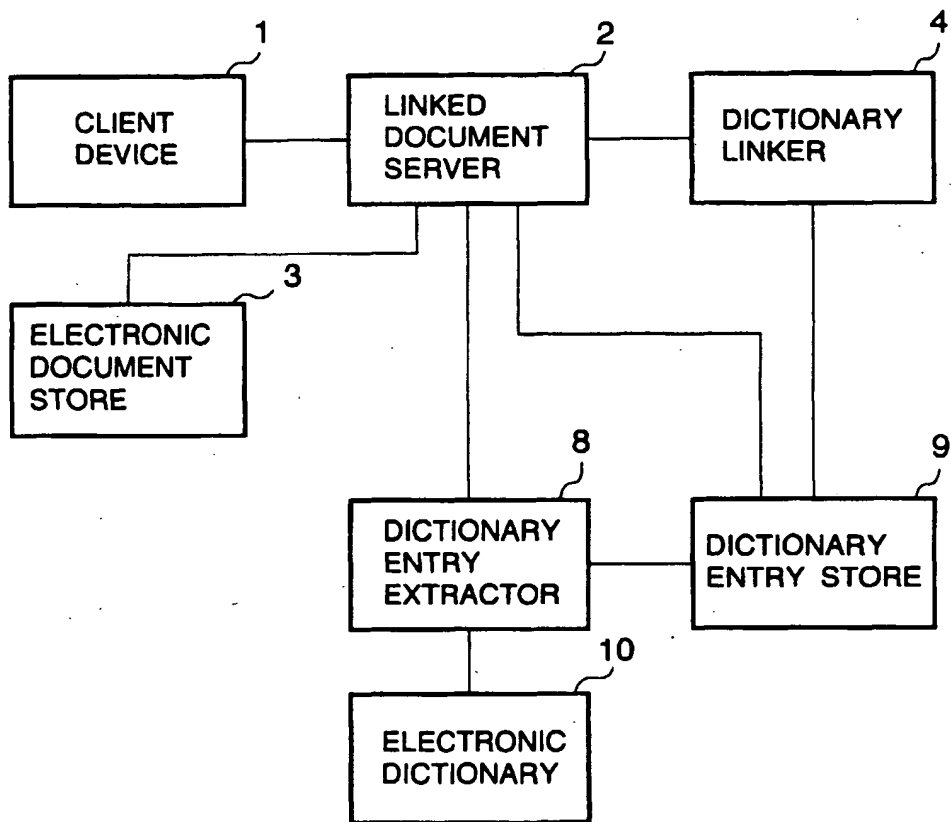 1
2
4
CLIENT
DEVICE
LINKED
DOCUMENT
SERVER
DICTIONARY
LINKER
3
ELECTRONIC
DOCUMENT
STORE
8
9
DICTIONARY
ENTRY
EXTRACTOR
DICTIONARY
ENTRY STORE
10
ELECTRONIC
DICTIONARY